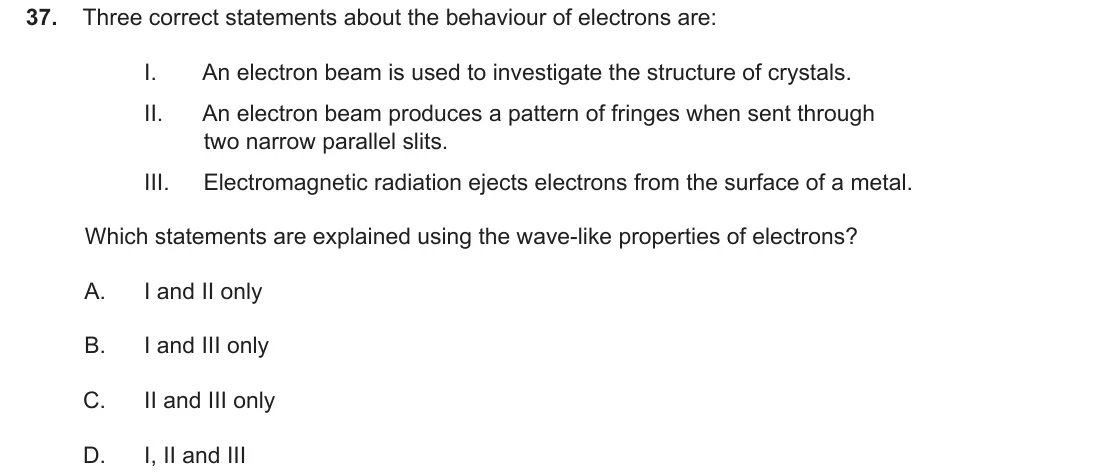 37. Three correct statements about the behaviour of electrons are:
I. An electron beam is used to investigate the structure of crystals.
II. An electron beam produces a pattern of fringes when sent through
two narrow parallel slits.
III. Electromagnetic radiation ejects electrons from the surface of a metal.
Which statements are explained using the wave-like properties of electrons?
A. I and II only
B. I and III only
C. II and III only
D. I, II and III